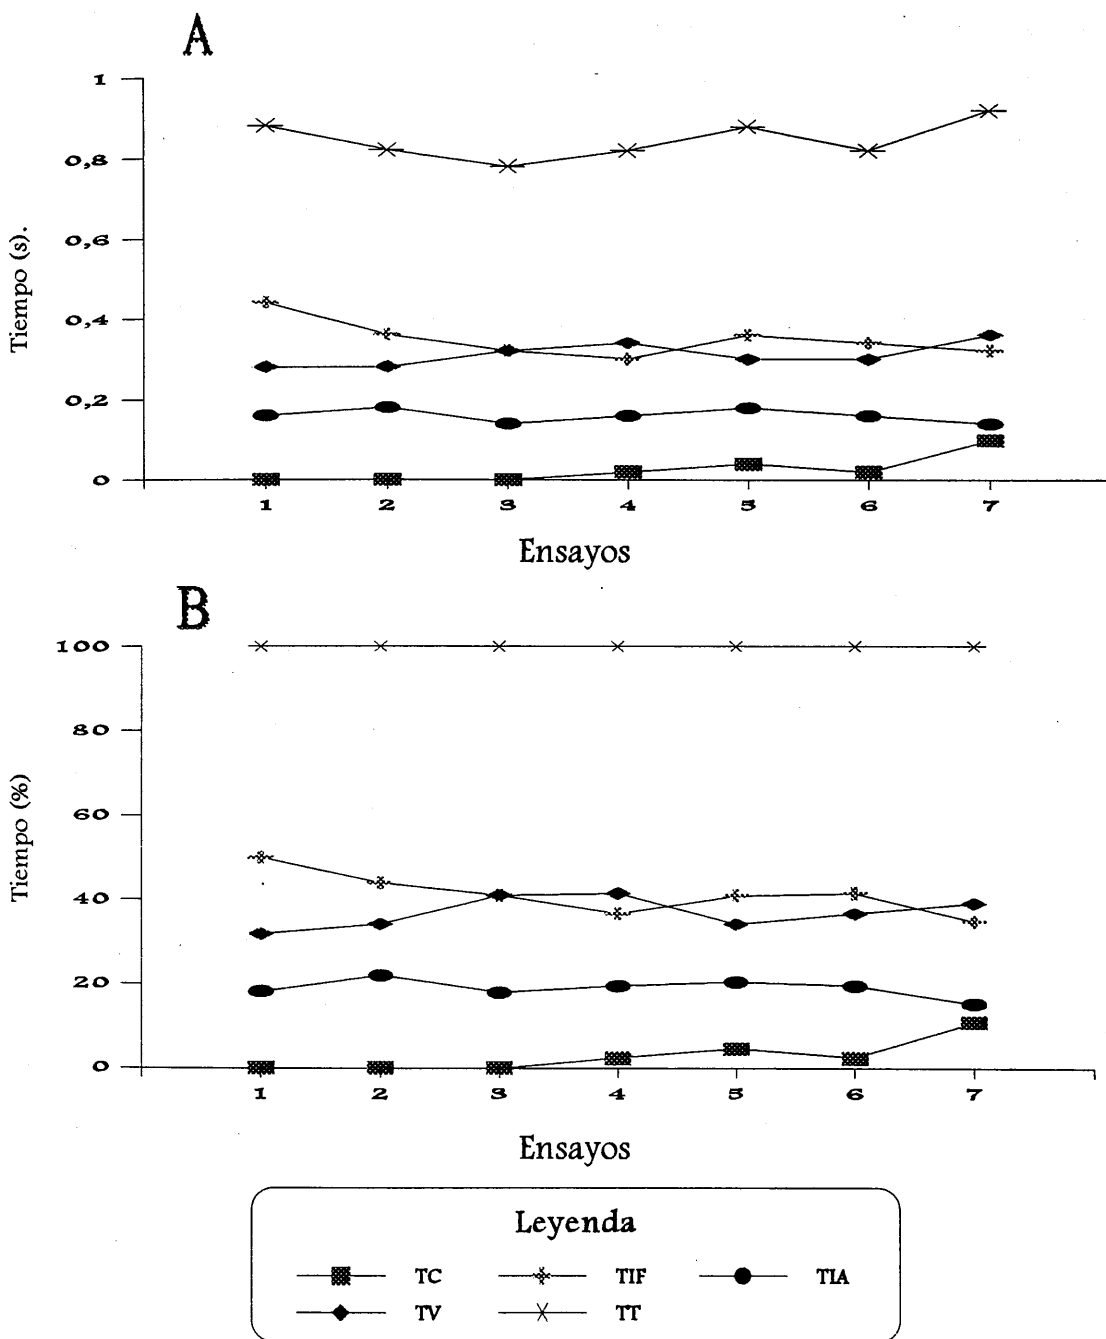 A
1
0,8
0,6
0,4
0,2
0
Tiempo (s).
1 2 3 4 5 6 7
Ensayos
B
100
80
60
40
20
0
Tiempo (%)
1 2 3 4 5 6 7
Ensayos
Leyenda
TC TIF TIA
TV TT